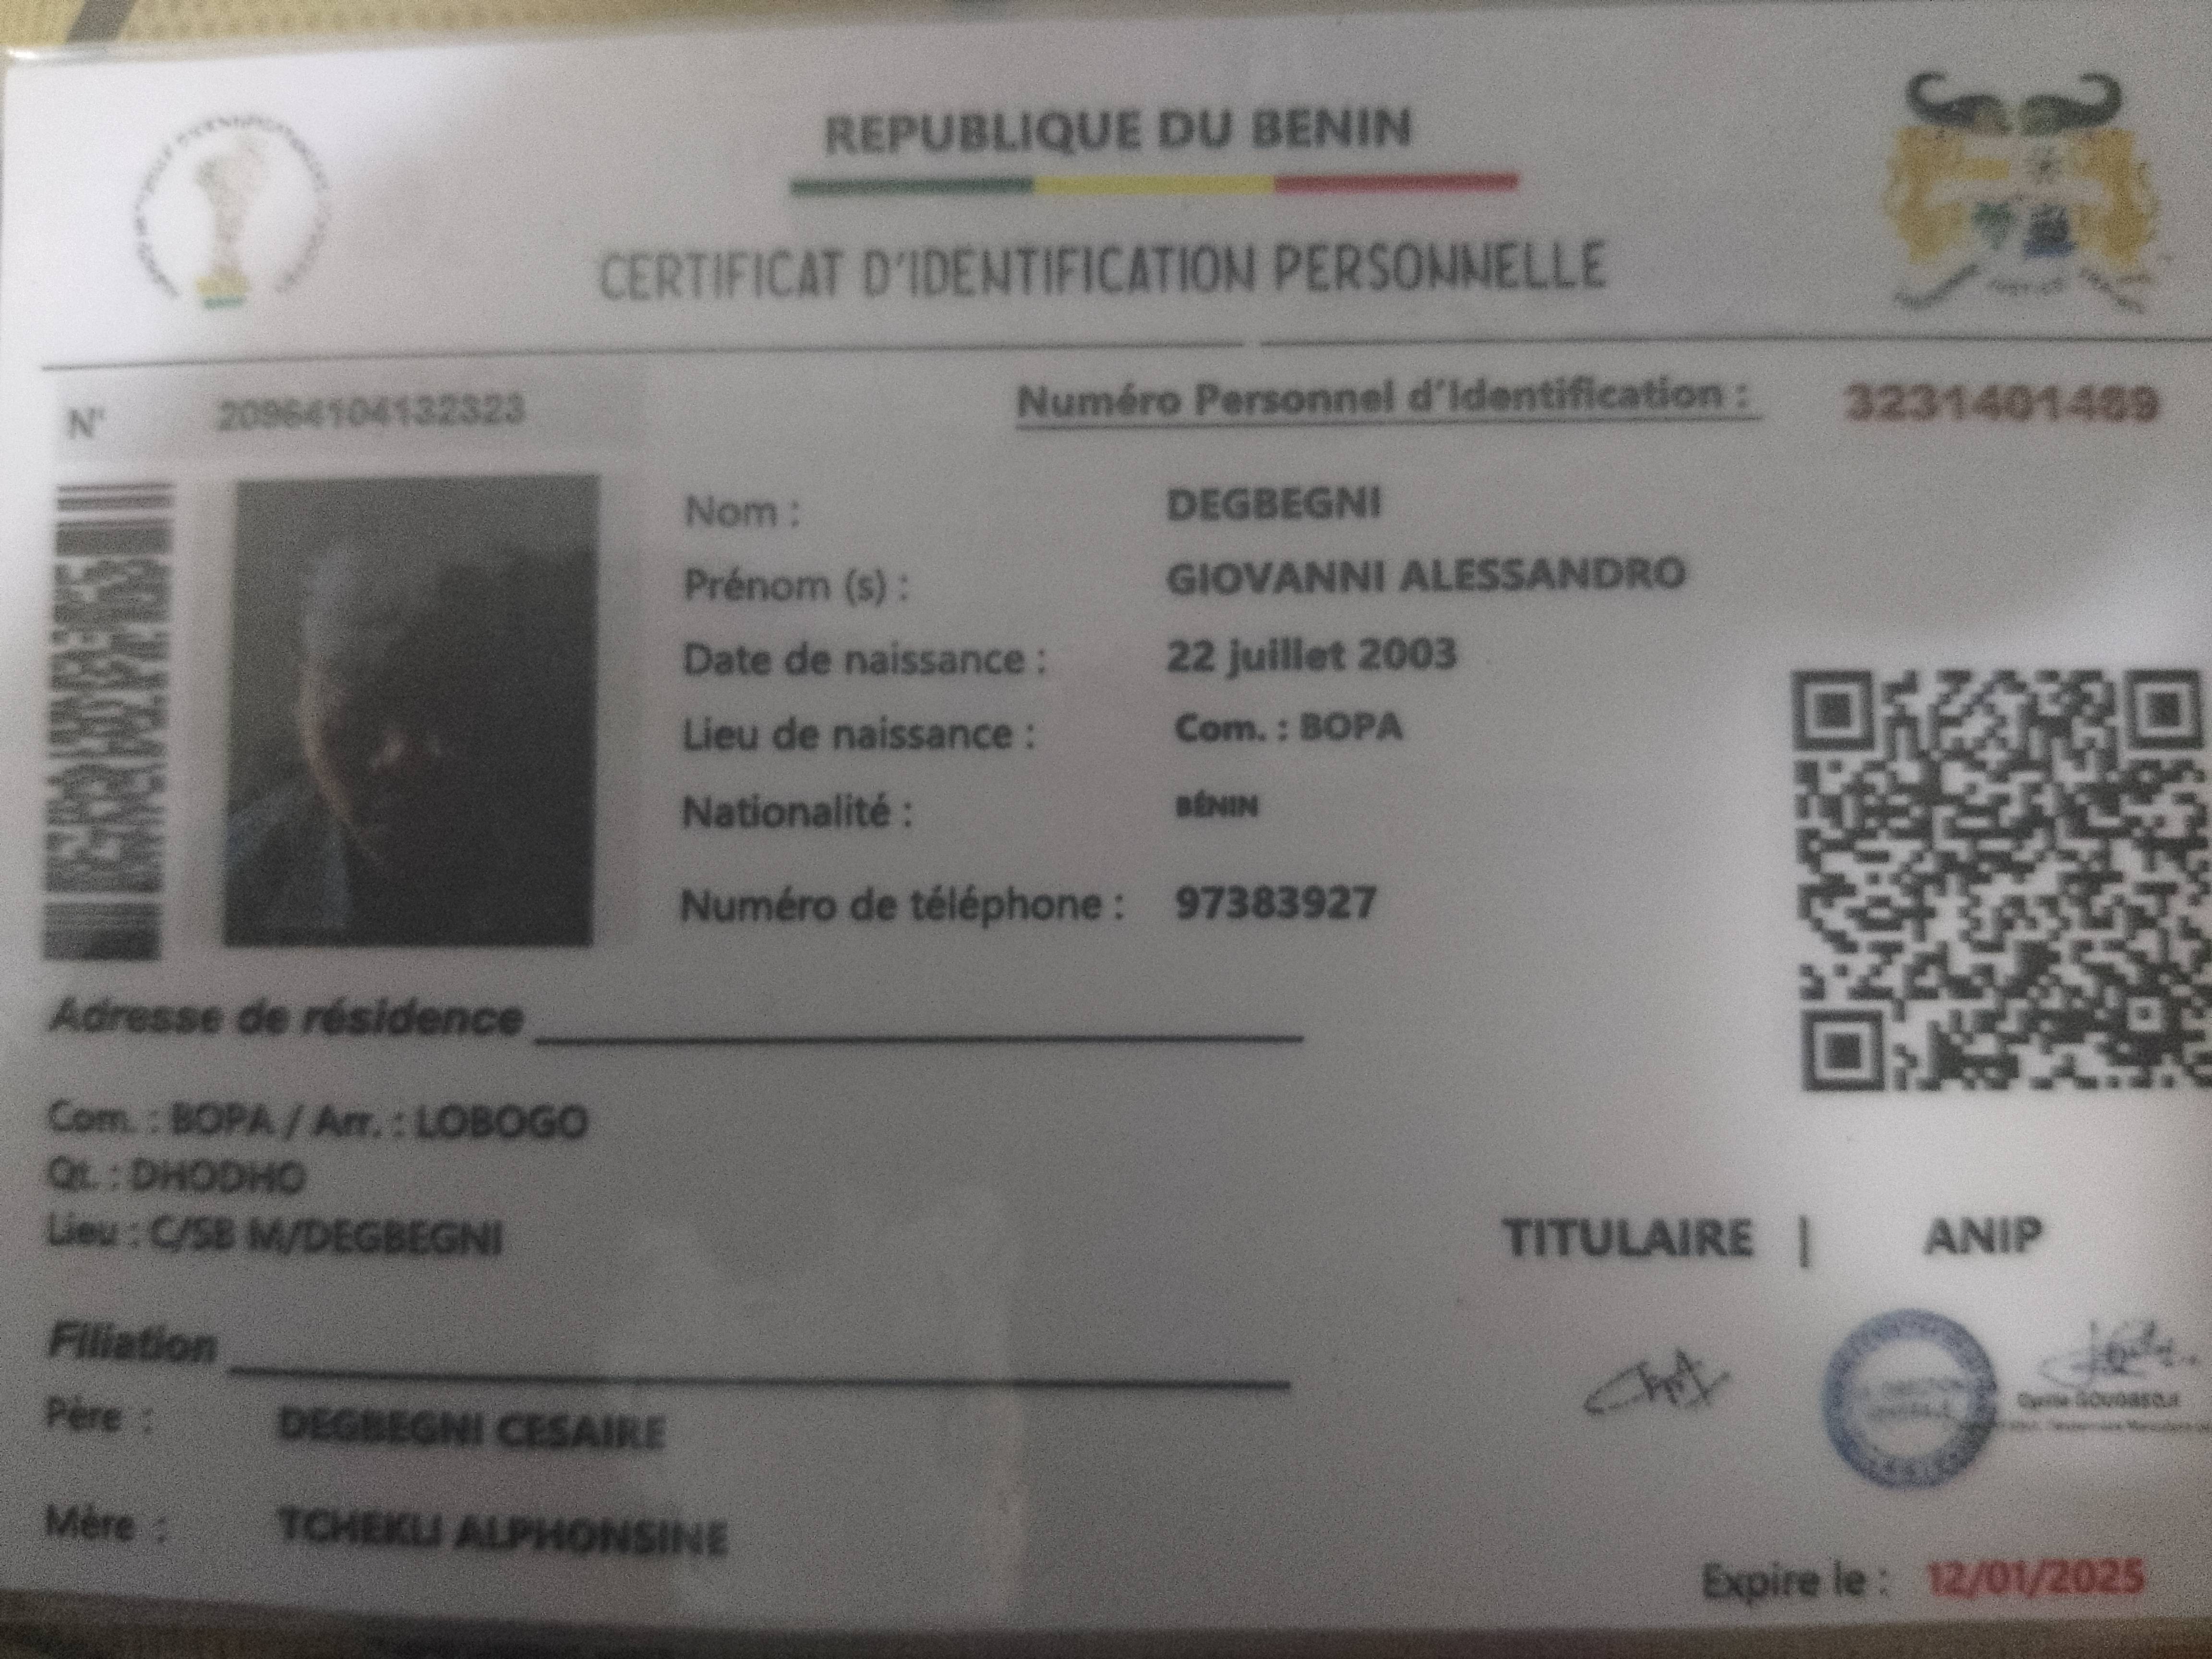 REPUBLIQUE DU BENIN
CERTIFICAT D'IDENTIFICATION PERSONNELLE
N° 20964104132323
Numéro Personnel d'Identification : 3231401469
Nom : DEGBEGNI
Prénom (s) : GIOVANNI ALESSANDRO
Date de naissance : 22 juillet 2003
Lieu de naissance : Com. : BOPA
Nationalité : BÉNIN
Numéro de téléphone : 97383927
Adresse de résidence
Com. : BOPA / Arr. : LOBOGO
Qt. : DHODHO
Lieu : C/SB M/DEGBEGNI
TITULAIRE | ANIP
Filiation
Père : DEGBEGNI CESAIRE
Mère : TCHEKLI ALPHONSINE
Expire le : 12/01/2025